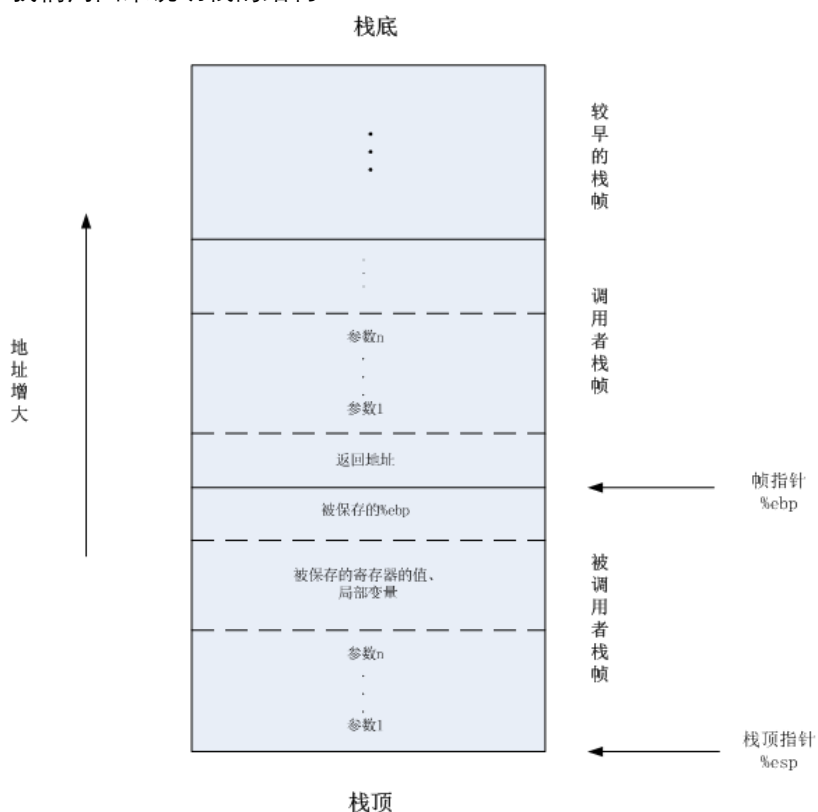 栈底
较早的栈帧
调用者栈帧
参数n
参数1
地址增大
返回地址
帧指针
%ebp
被保存的%ebp
被保存的寄存器的值、
局部变量
被调用者栈帧
参数n
参数1
栈顶指针
%esp
栈顶